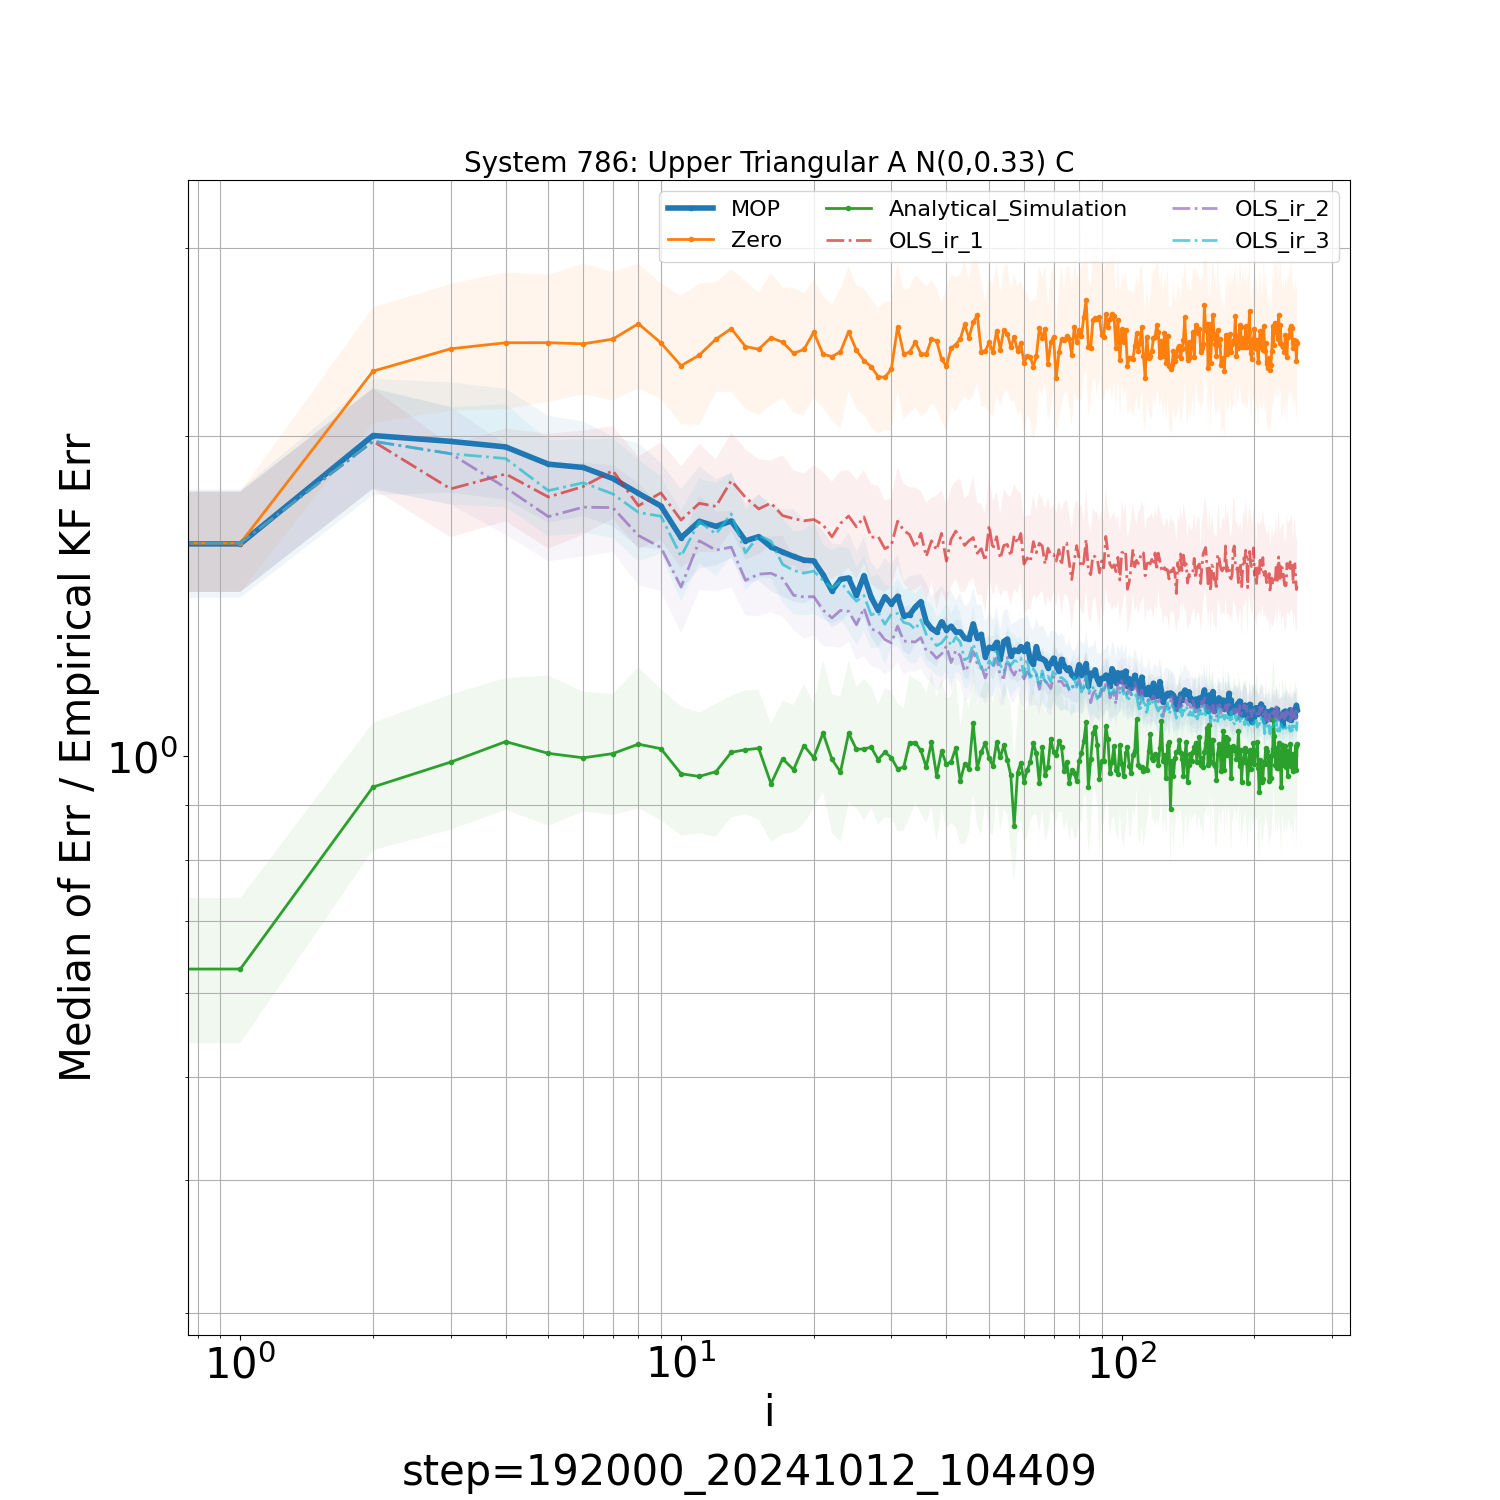 System 786: Upper Triangular A N(0,0.33) C
MOP
Zero
Analytical_Simulation
OLS_ir_1
OLS_ir_2
OLS_ir_3
Median of Err / Empirical KF Err
10⁰
10⁰ 10¹ 10²
i
step=192000_20241012_104409